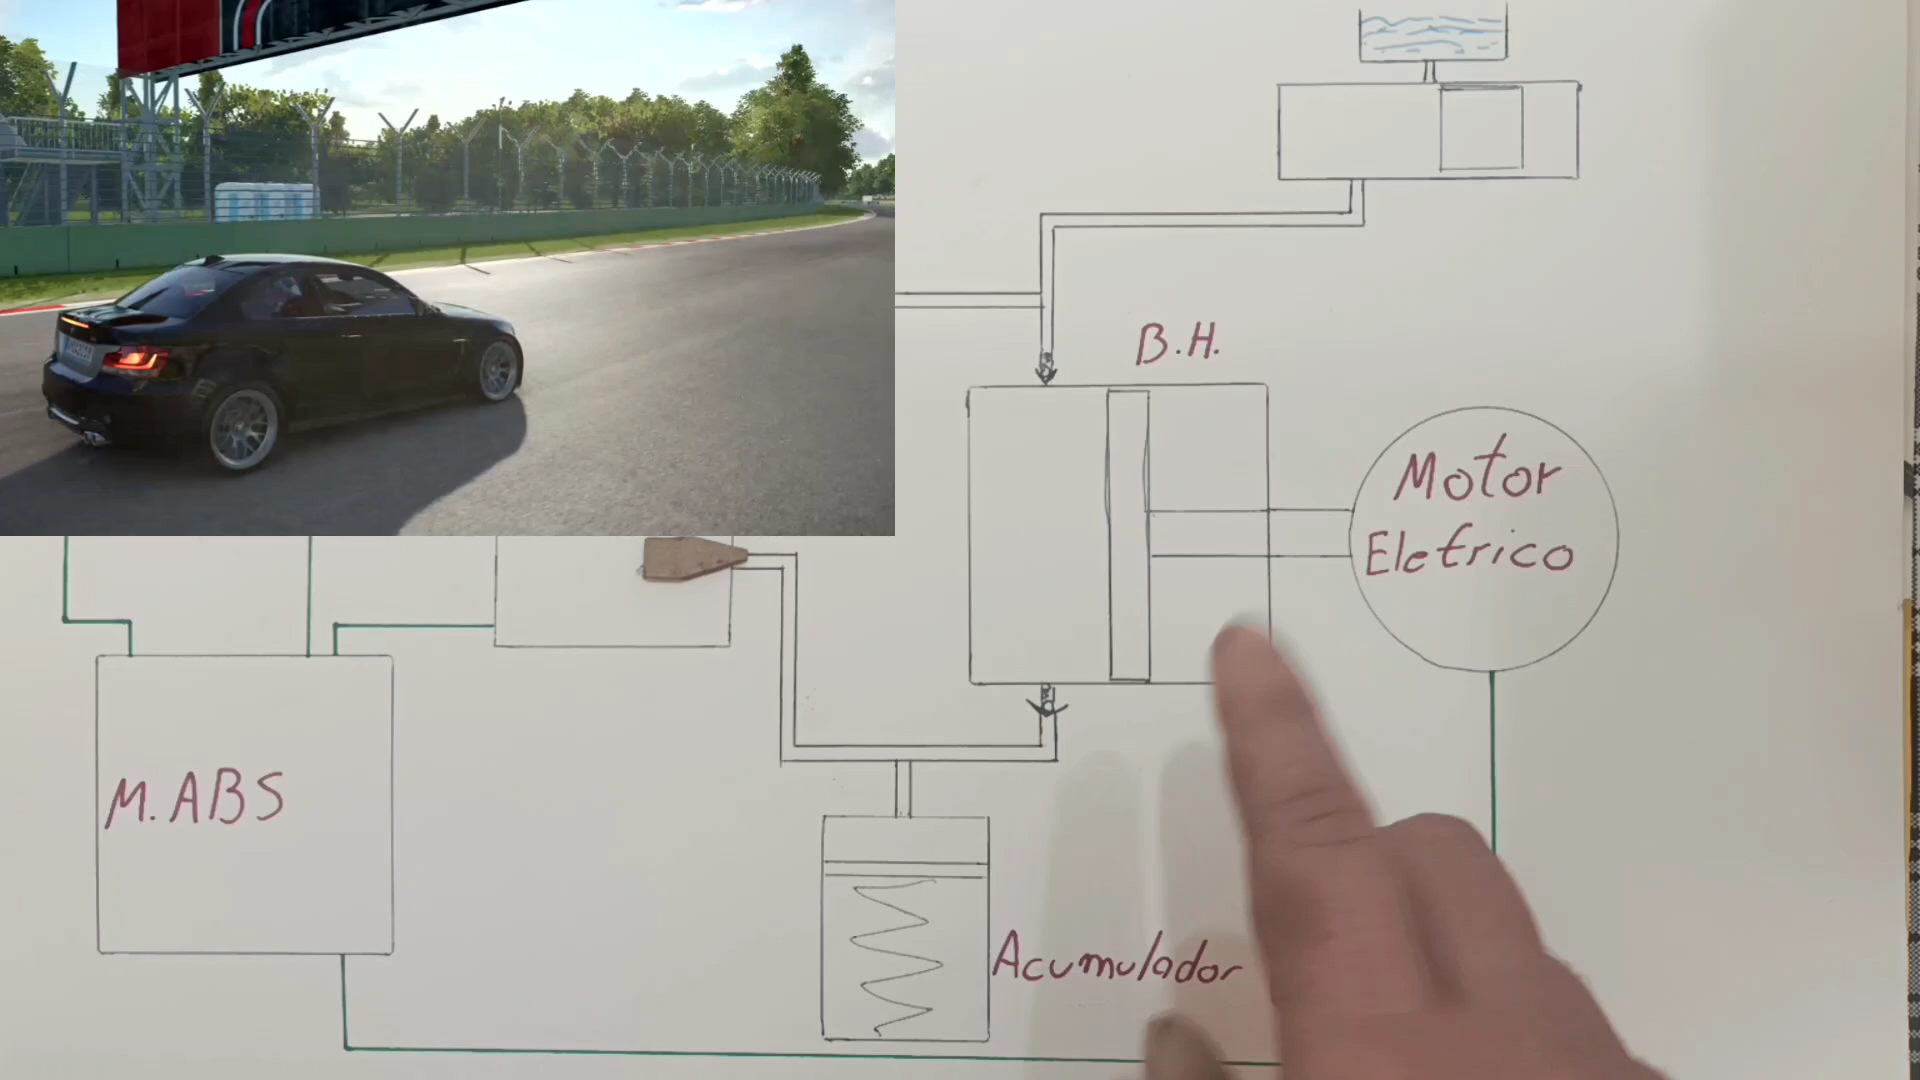 B.H.
Motor
Eletrico
M. ABS
Acumulador